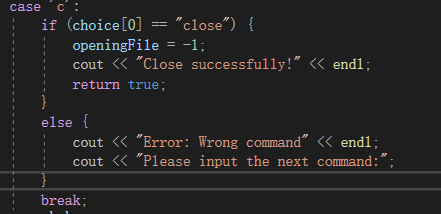 case 'c':
if (choice[0] == "close") {
openingFile = -1;
cout << "Close successfully!" << endl;
return true;
}
else {
cout << "Error: Wrong command" << endl;
cout << "Please input the next command:";
}
break;